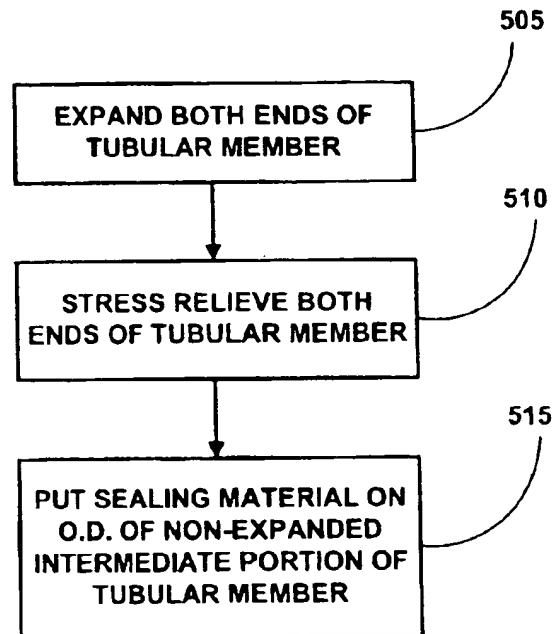 505
EXPAND BOTH ENDS OF
TUBULAR MEMBER
510
STRESS RELIEVE BOTH
ENDS OF TUBULAR MEMBER
515
PUT SEALING MATERIAL ON
O.D. OF NON-EXPANDED
INTERMEDIATE PORTION OF
TUBULAR MEMBER